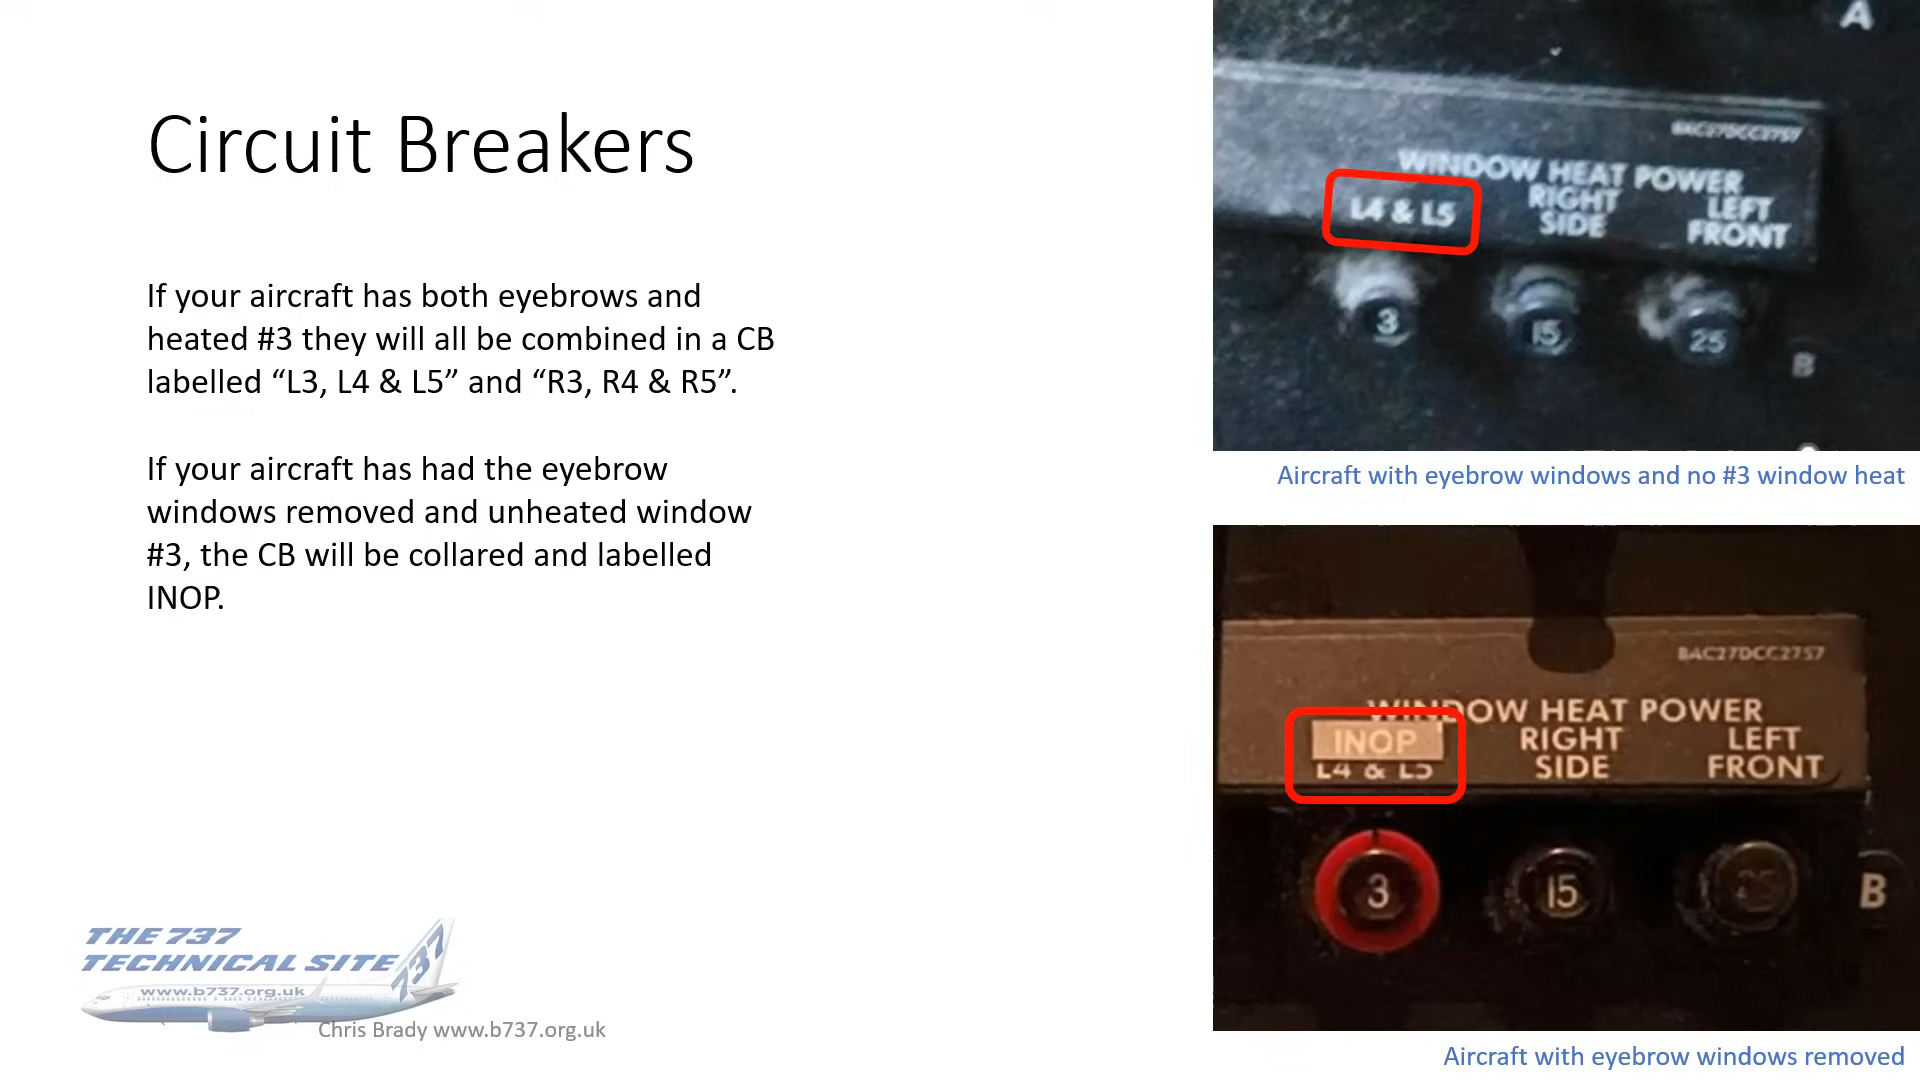 Circuit Breakers
If your aircraft has both eyebrows and
heated #3 they will all be combined in a CB
labelled “L3, L4 & L5” and “R3, R4 & R5”.
If your aircraft has had the eyebrow
windows removed and unheated window
#3, the CB will be collared and labelled
INOP.
THE 737
TECHNICAL SITE
737
www.b737.org.uk
Chris Brady www.b737.org.uk
A
BAC27DCC2757
WINDOW HEAT POWER
L4 & L5 RIGHT SIDE LEFT FRONT
3 15 25
B
Aircraft with eyebrow windows and no #3 window heat
BAC27DCC2757
WINDOW HEAT POWER
INOP RIGHT LEFT
L4 & L5 SIDE FRONT
3 15 25 B
Aircraft with eyebrow windows removed